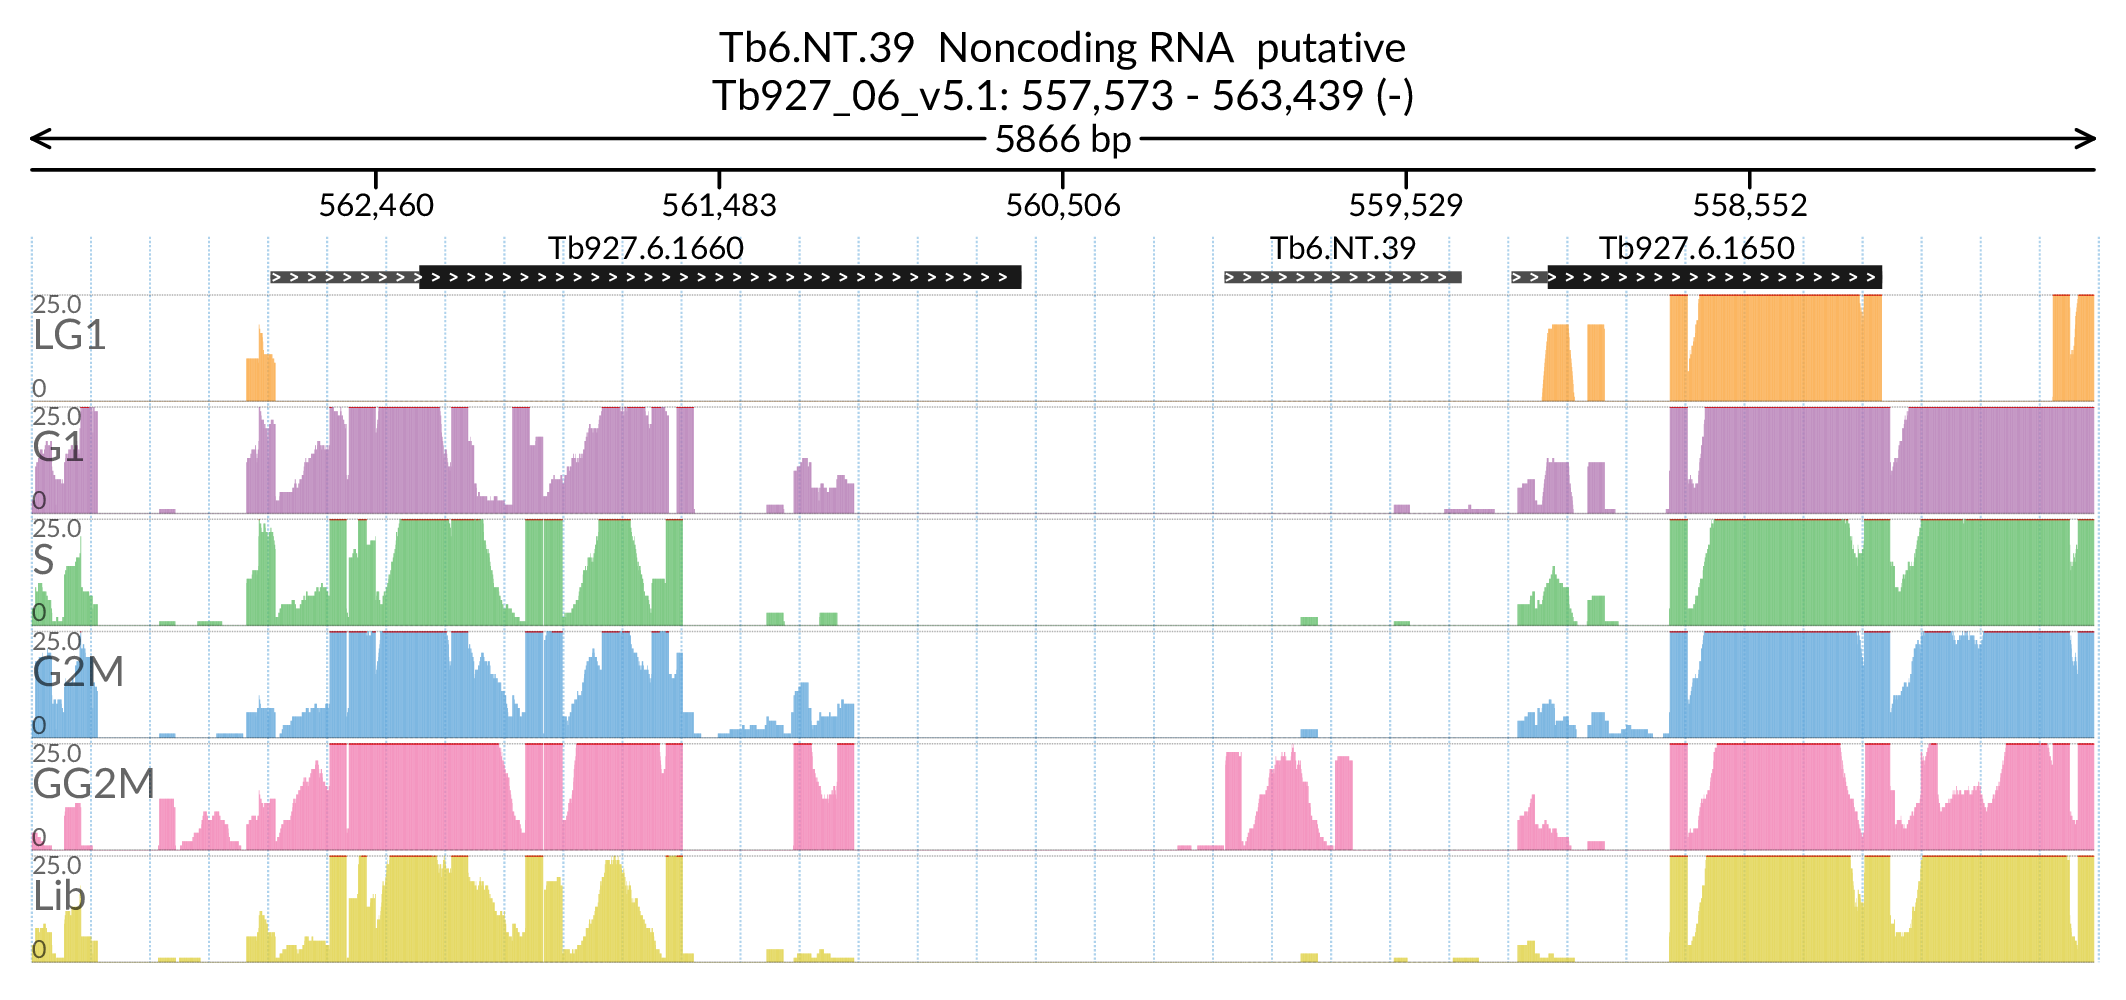 Tb6.NT.39 Noncoding RNA putative
Tb927_06_v5.1: 557,573 - 563,439 (-)
5866 bp
562,460 561,483 560,506 559,529 558,552
Tb927.6.1660 Tb6.NT.39 Tb927.6.1650
25.0
LG1
0
25.0
G1
0
25.0
S
0
25.0
G2M
0
25.0
GG2M
0
25.0
Lib
0